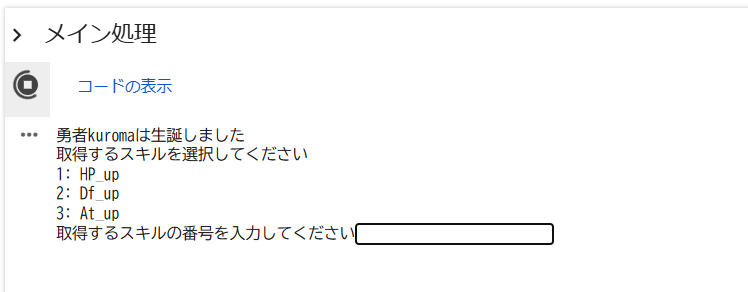 メイン処理
コードの表示
勇者kuromaは生誕しました
取得するスキルを選択してください
1: HP_up
2: Df_up
3: At_up
取得するスキルの番号を入力してください